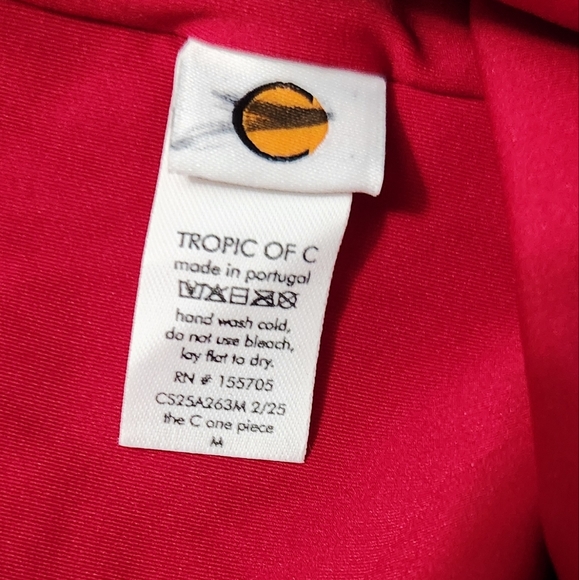 C
TROPIC OF C
made in portugal
hand wash cold,
do not use bleach,
lay flat to dry.
RN # 155705
CS25A263M 2/25
the C one piece
M